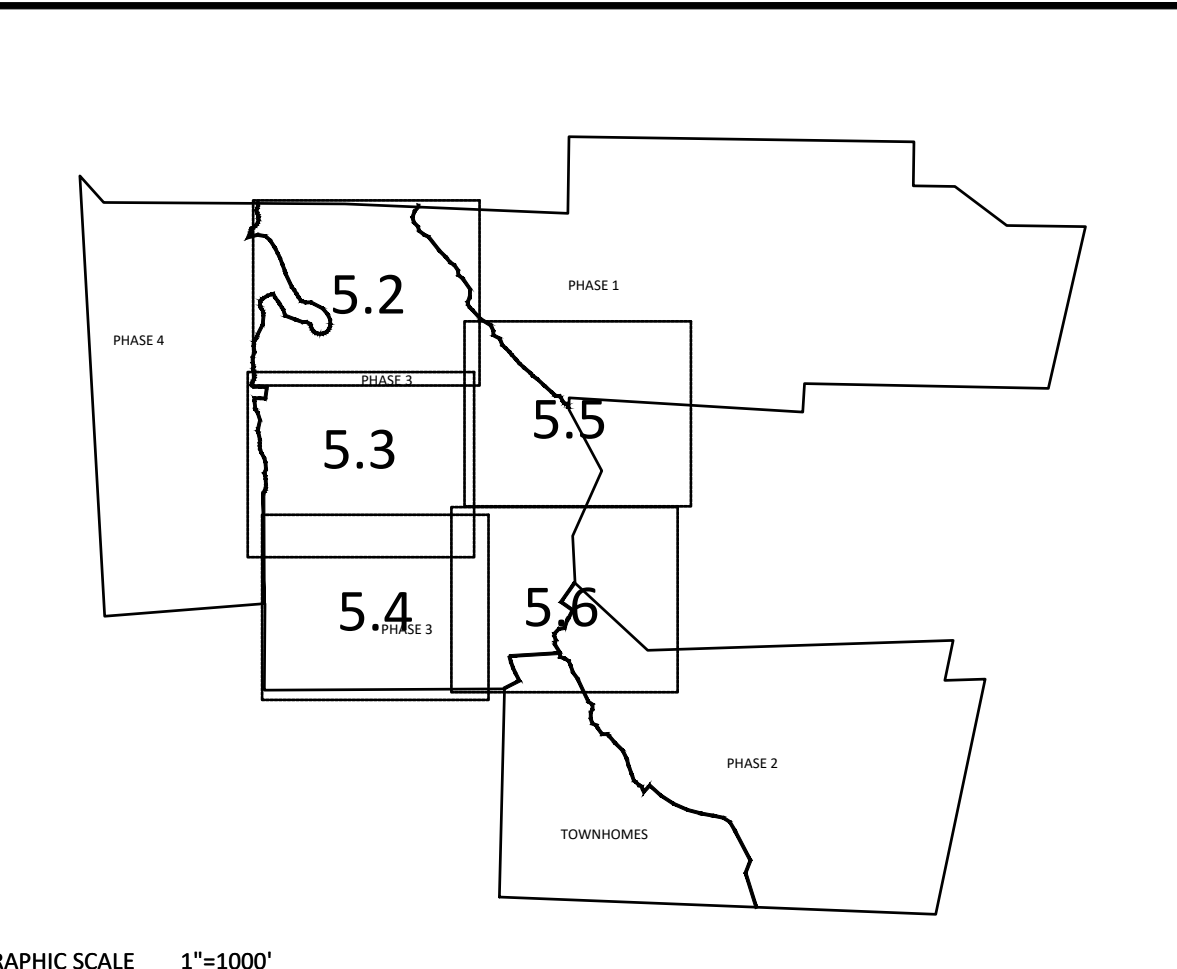 PHASE 1
5.2
PHASE 4
PHASE 3
5.5
5.3
5.6
5.4
PHASE 3
PHASE 2
TOWNHOMES
RAPHIC SCALE 1"=1000'